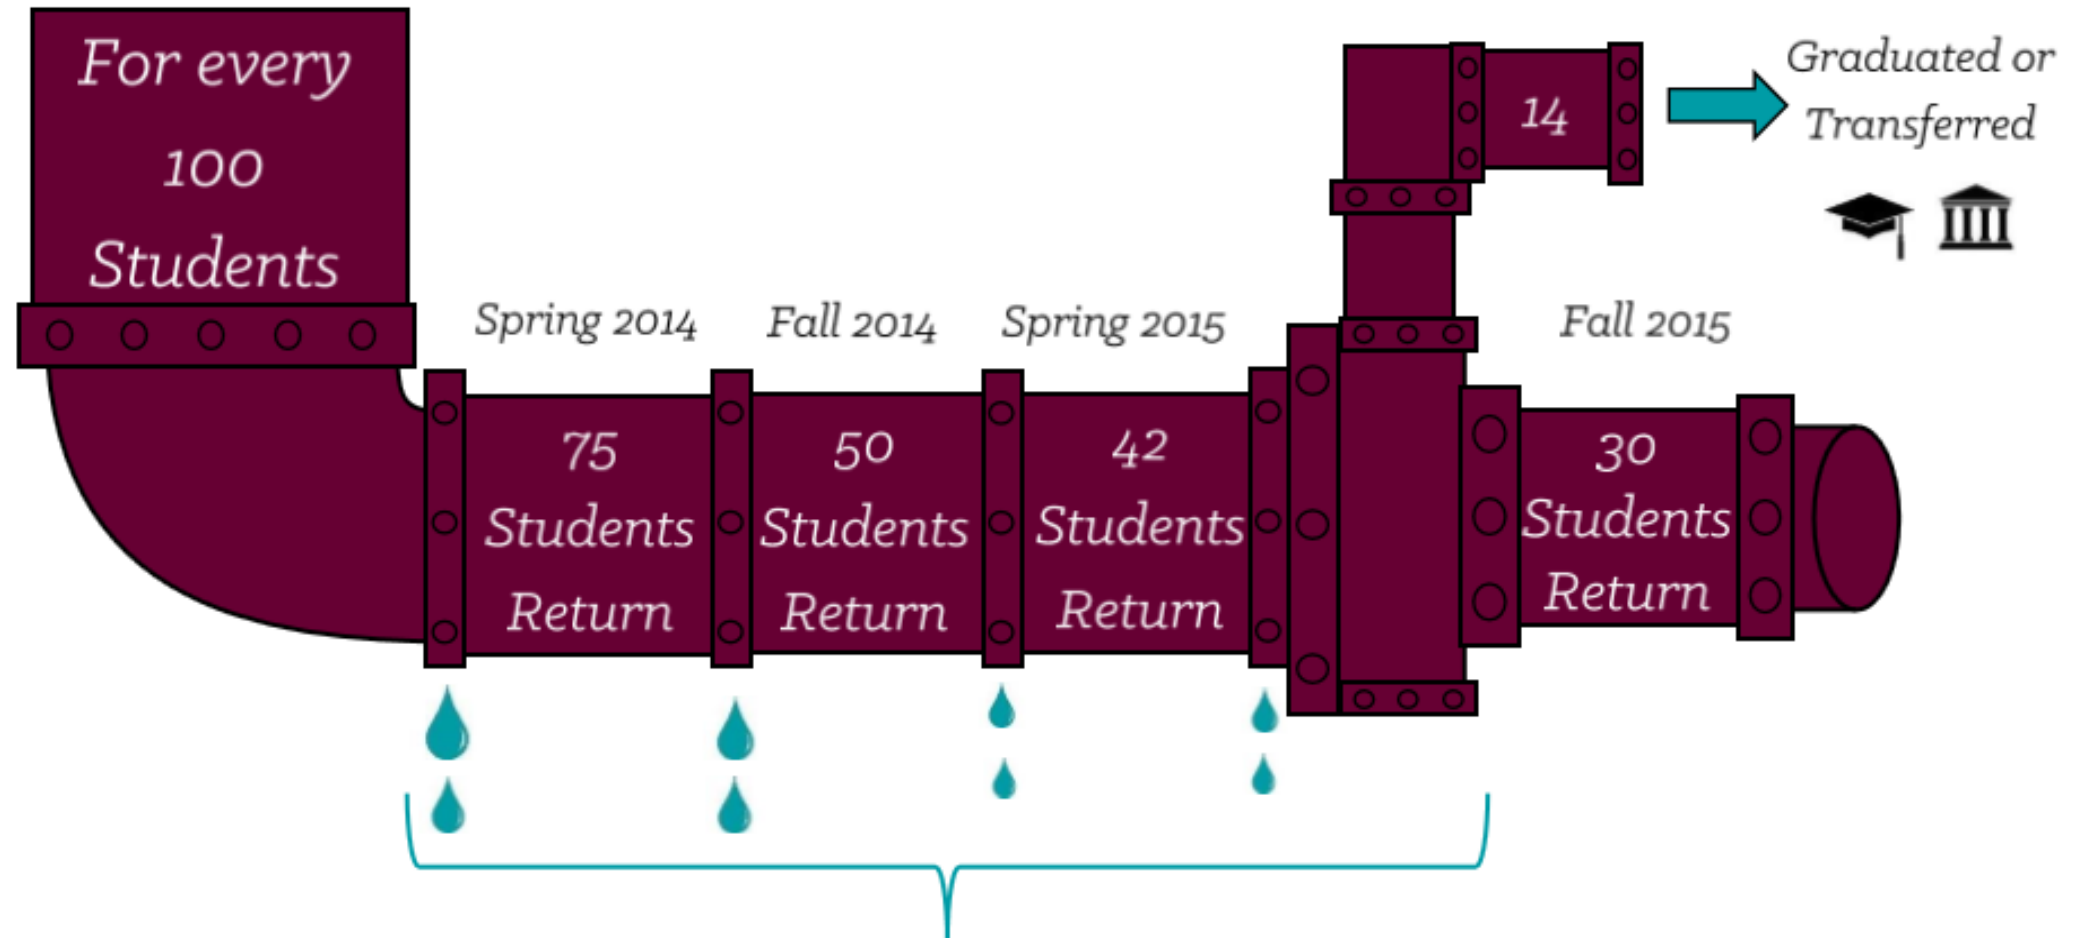 For every
100
Students
Spring 2014
75
Students
Return
Fall 2014
50
Students
Return
Spring 2015
42
Students
Return
14
Graduated or
Transferred
Fall 2015
30
Students
Return